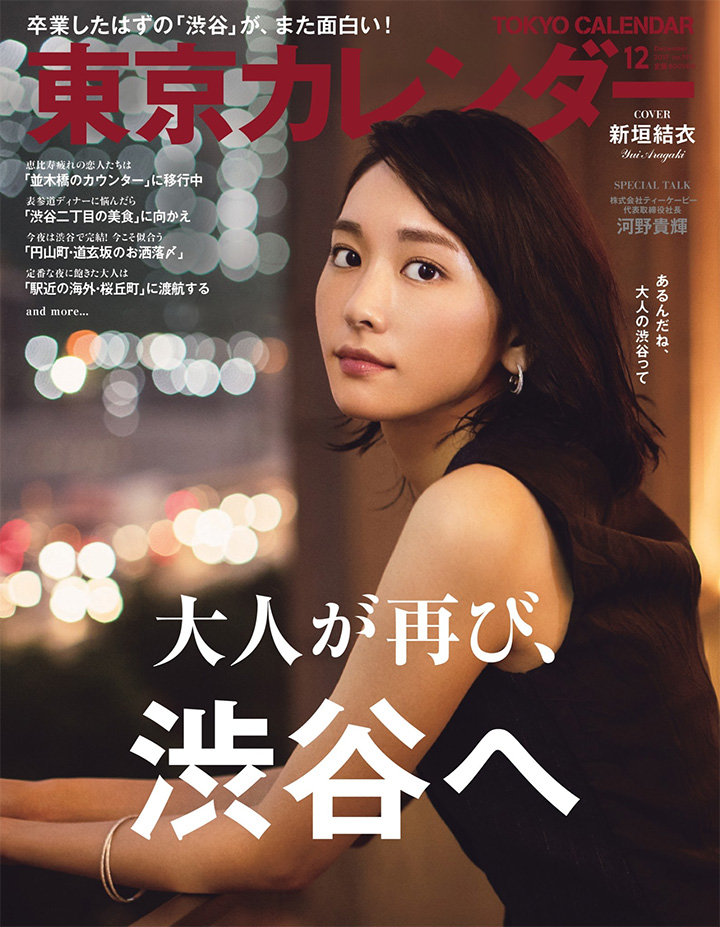 卒業したはずの「渋谷」が、また面白い！
TOKYO CALENDAR
東京カレンダー
12
COVER
新垣結衣
Yui Aragaki
SPECIAL TALK
株式会社ティーケーピー
代表取締役社長
河野貴輝
恵比寿疲れの恋人たちは
「並木橋のカウンター」に移行中
表参道ディナーに悩んだら
「渋谷二丁目の美食」に向かえ
今夜は渋谷で完結! 今こそ似合う
「円山町・道玄坂のお洒落〆」
定番な夜に飽きた大人は
「駅近の海外・桜丘町」に渡航する
and more...
あるんだね、
大人の渋谷って
大人が再び、
渋谷へ